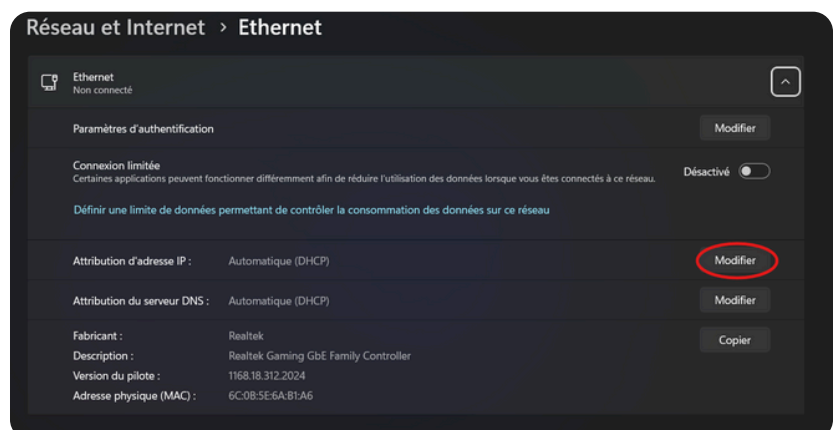 Réseau et Internet > Ethernet
Ethernet
Non connecté
Paramètres d'authentification
Modifier
Connexion limitée
Certaines applications peuvent fonctionner différemment afin de réduire l'utilisation des données lorsque vous êtes connectés à ce réseau.
Désactivé
Définir une limite de données permettant de contrôler la consommation des données sur ce réseau
Attribution d'adresse IP : Automatique (DHCP) Modifier
Attribution du serveur DNS : Automatique (DHCP) Modifier
Fabricant : Realtek Copier
Description : Realtek Gaming GbE Family Controller
Version du pilote : 1168.18.312.2024
Adresse physique (MAC) : 6C:0B:5E:6A:B1:A6